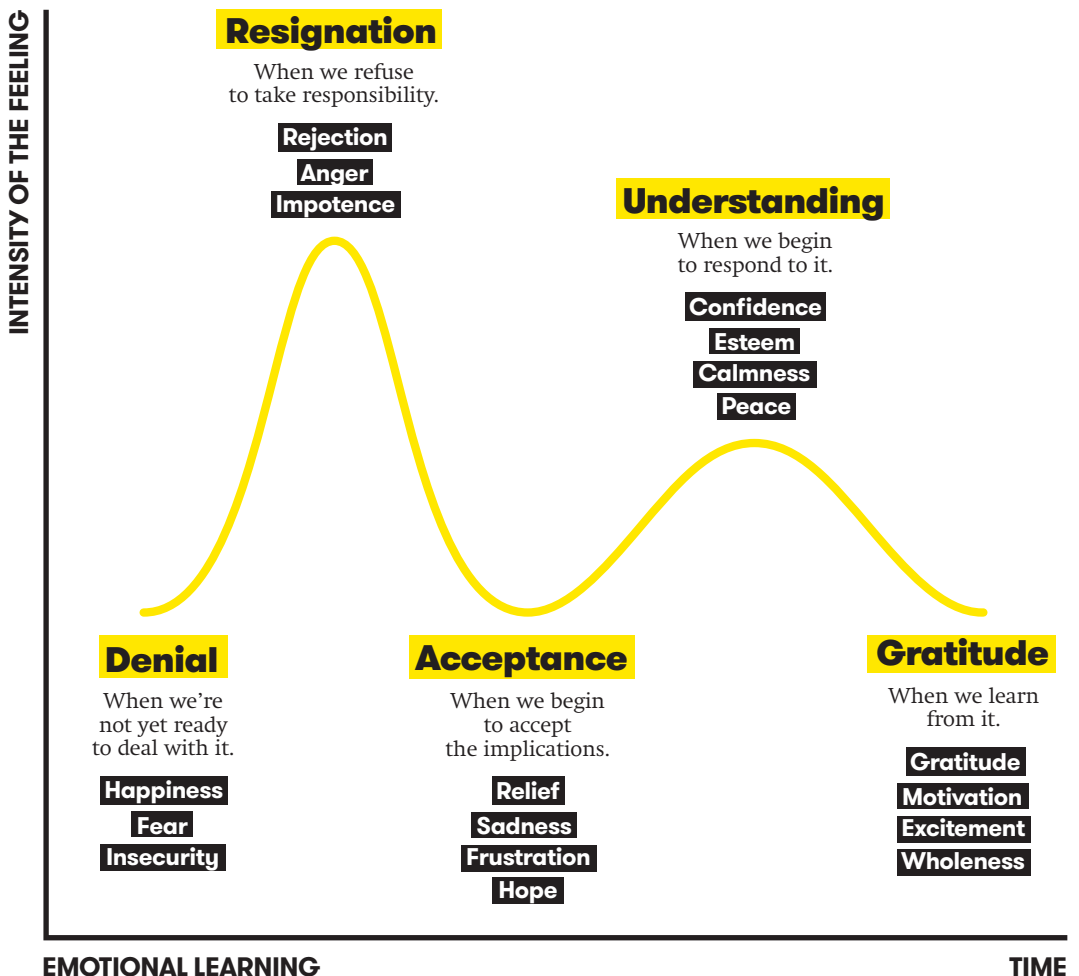 INTENSITY OF THE FEELING
Resignation
When we refuse
to take responsibility.
Rejection
Anger
Impotence
Understanding
When we begin
to respond to it.
Confidence
Esteem
Calmness
Peace
Denial
When we’re
not yet ready
to deal with it.
Happiness
Fear
Insecurity
Acceptance
When we begin
to accept
the implications.
Relief
Sadness
Frustration
Hope
Gratitude
When we learn
from it.
Gratitude
Motivation
Excitement
Wholeness
EMOTIONAL LEARNING
TIME